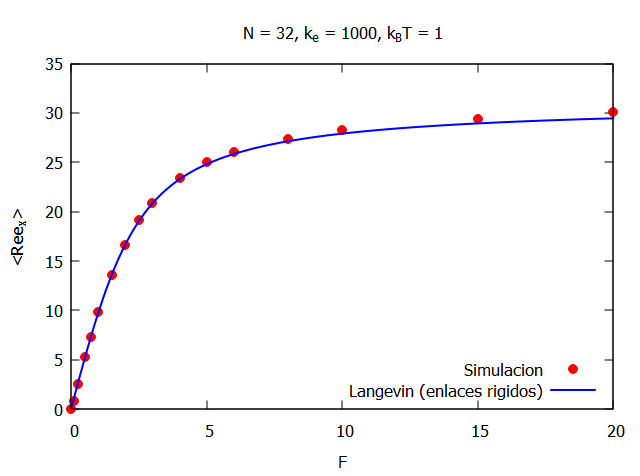 N = 32, kₑ = 1000, k_BT = 1
35
30
25
20
15
10
5
0
<Reeₓ>
Simulacion
Langevin (enlaces rigidos)
0 5 10 15 20
F